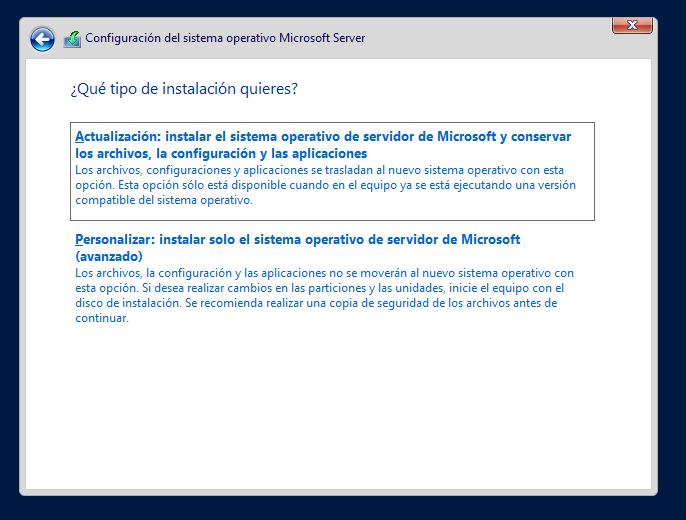 Configuración del sistema operativo Microsoft Server
¿Qué tipo de instalación quieres?
Actualización: instalar el sistema operativo de servidor de Microsoft y conservar
los archivos, la configuración y las aplicaciones
Los archivos, configuraciones y aplicaciones se trasladan al nuevo sistema operativo con esta
opción. Esta opción sólo está disponible cuando en el equipo ya se está ejecutando una versión
compatible del sistema operativo.
Personalizar: instalar solo el sistema operativo de servidor de Microsoft
(avanzado)
Los archivos, la configuración y las aplicaciones no se moverán al nuevo sistema operativo con
esta opción. Si desea realizar cambios en las particiones y las unidades, inicie el equipo con el
disco de instalación. Se recomienda realizar una copia de seguridad de los archivos antes de
continuar.